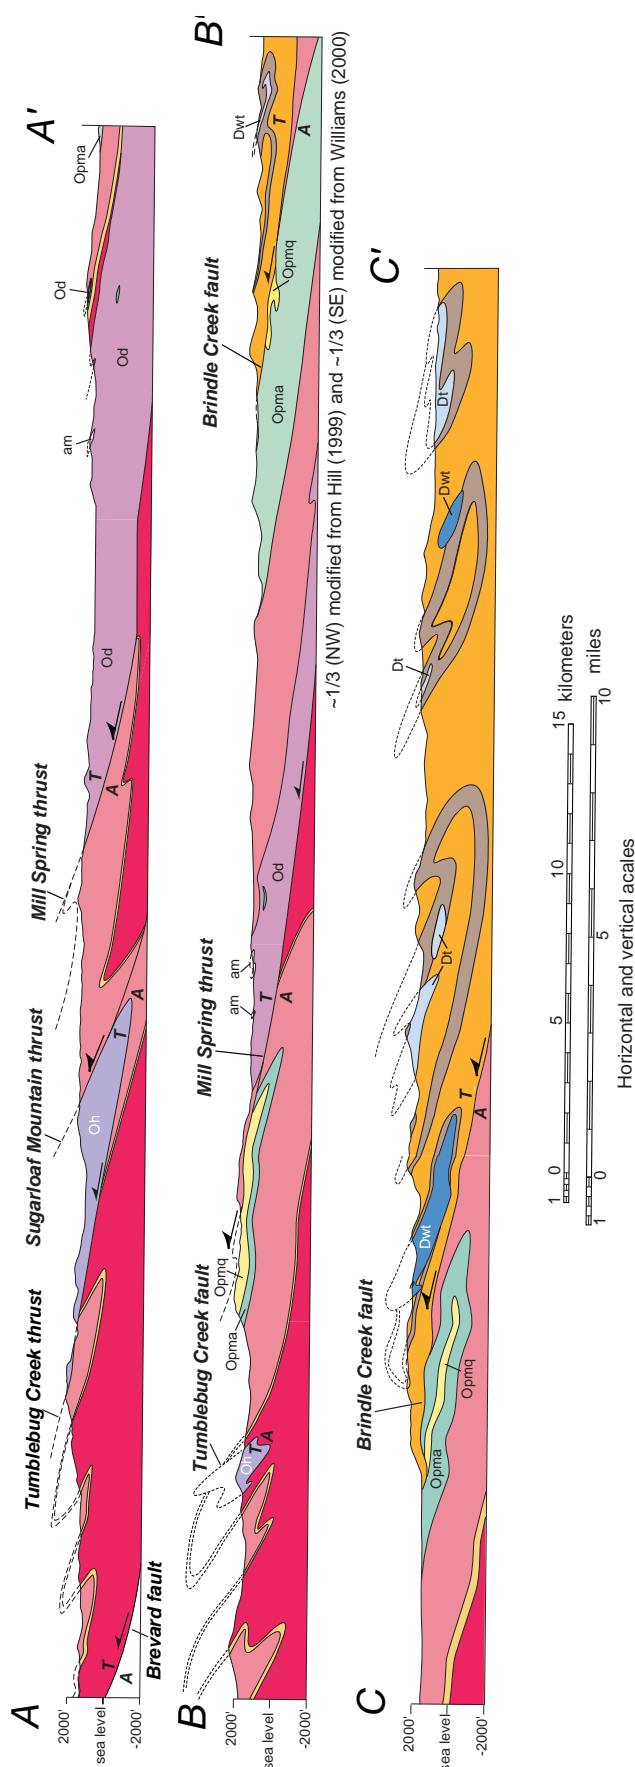 A
A'
2000'
sea level
-2000'
T
A
Brevard fault
Tumblebug Creek thrust
Sugarloaf Mountain thrust
Mill Spring thrust
Oh
T
A
T
A
Od
am
Od
Od
Opma
B
B'
2000'
sea level
-2000'
Tumblebug Creek fault
Oh
T
A
Opma
Opmq
Mill Spring thrust
am
am
T
A
Od
Brindle Creek fault
Opma
Opmq
Dwt
T
A
~1/3 (NW) modified from Hill (1999) and ~1/3 (SE) modified from Williams (2000)
C
C'
2000'
sea level
-2000'
Brindle Creek fault
Opma
Opmq
Dwt
T
A
Dt
Dt
Dwt
Dt
1 0 5 10 15 kilometers
1 0 5 10 miles
Horizontal and vertical acales